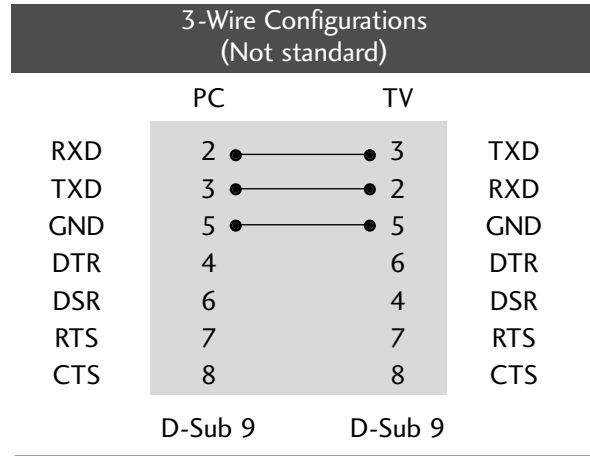 3-Wire Configurations
(Not standard)
PC TV
RXD 2 3 TXD
TXD 3 2 RXD
GND 5 5 GND
DTR 4 6 DTR
DSR 6 4 DSR
RTS 7 7 RTS
CTS 8 8 CTS
D-Sub 9 D-Sub 9